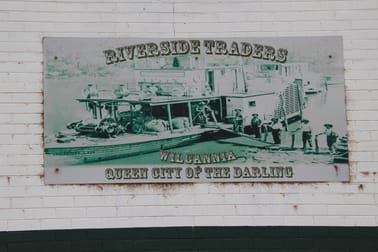 RIVERSIDE TRADERS
WILCANNIA
QUEEN CITY OF THE DARLING